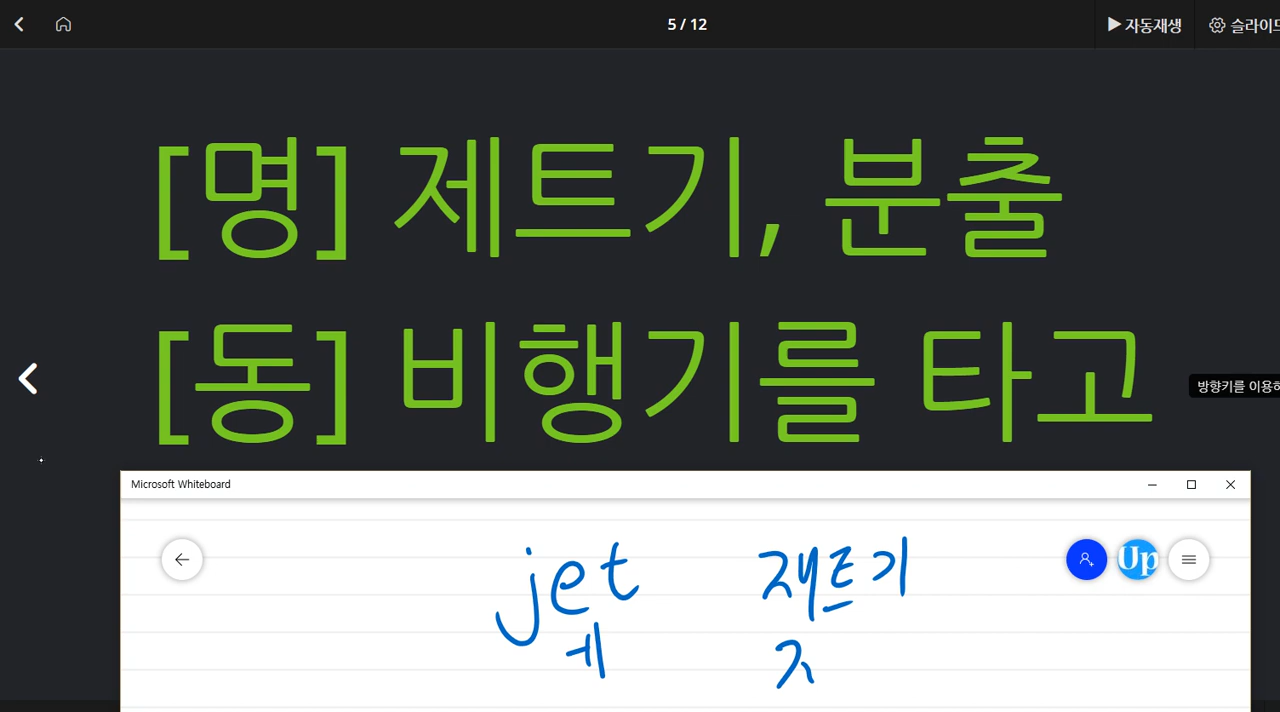 5 / 12
▶ 자동재생
슬라이드
[명] 제트기, 분출
[동] 비행기를 타고
방향키를 이용하
Microsoft Whiteboard
Up
jet 제트기
ㅔ ㅈ